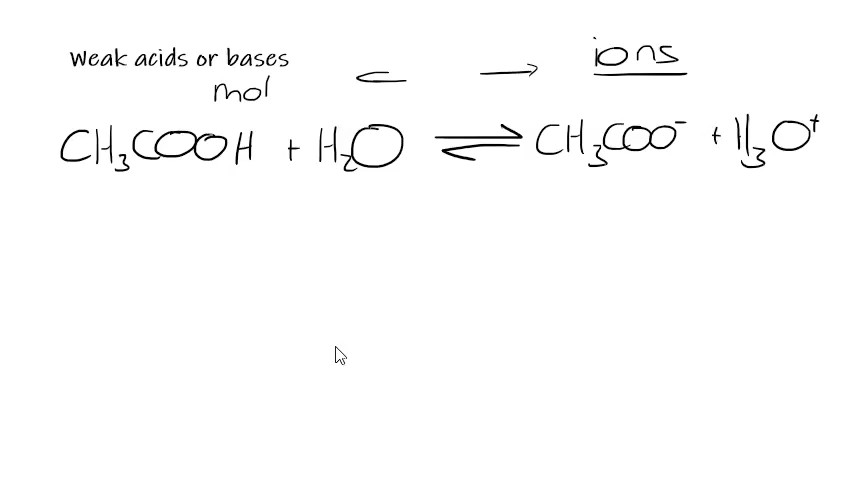 Weak acids or bases
mol
← → ions
CH₃COOH + H₂O ⇌ CH₃COO⁻ + H₃O⁺